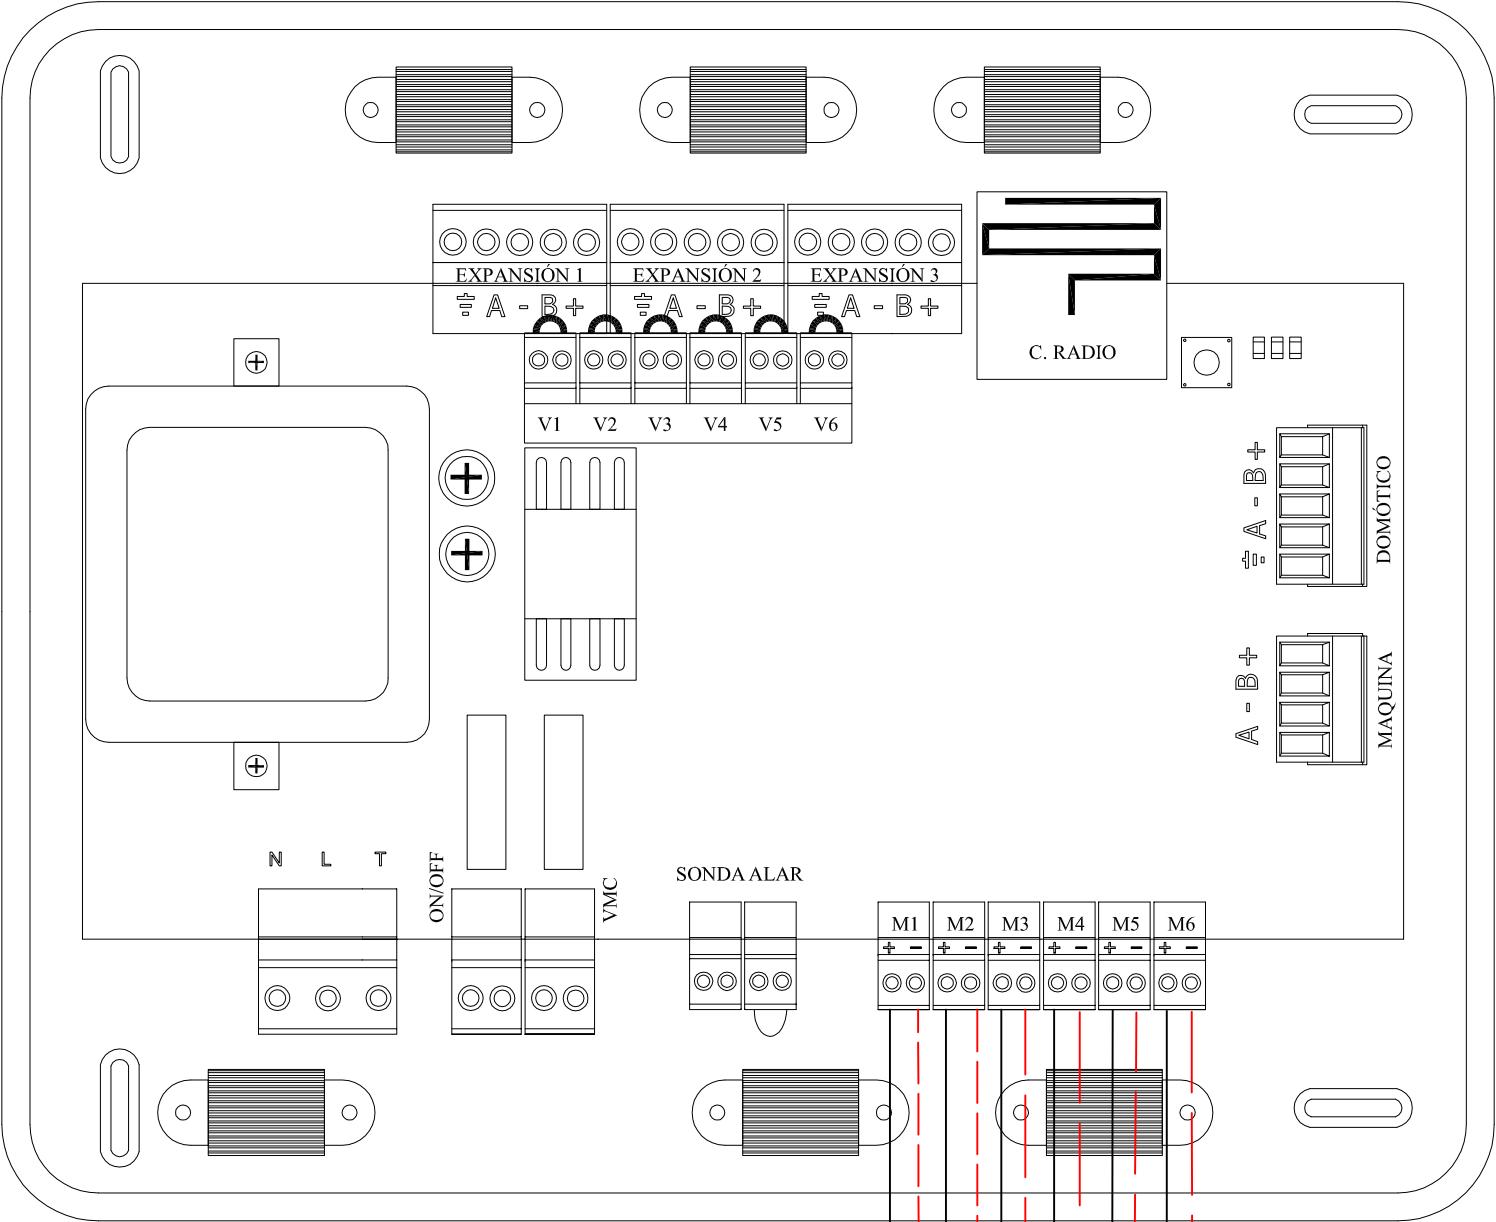 EXPANSIÓN 1 EXPANSIÓN 2 EXPANSIÓN 3
A - B + A - B + A - B +
C. RADIO
V1 V2 V3 V4 V5 V6
A - B +
DOMÓTICO
A - B +
MAQUINA
N L T
ON/OFF
VMC
SONDA ALAR
M1 M2 M3 M4 M5 M6
+ - + - + - + - + - + -